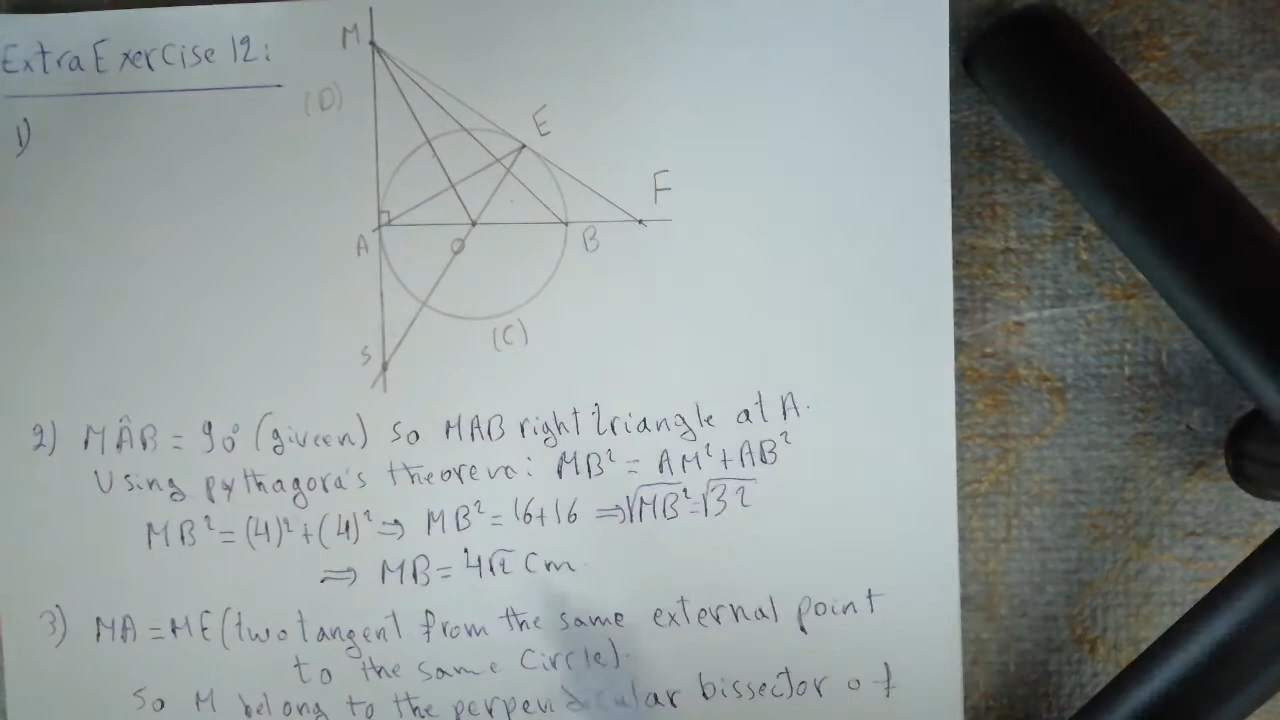 Extra Exercise 12:
M
(D)
1)
E
F
A
O
B
S
(C)
2) MÂB = 90° (giveen) so MAB right triangle at A.
Using pythagora's theorem: MB² = AM² + AB²
MB² = (4)² + (4)² ⇒ MB² = 16+16 ⇒ √MB² = √32
⇒ MB = 4√2 cm
3) MA = ME (two tangent from the same external point
to the same circle).
So M belong to the perpendicular bissector of